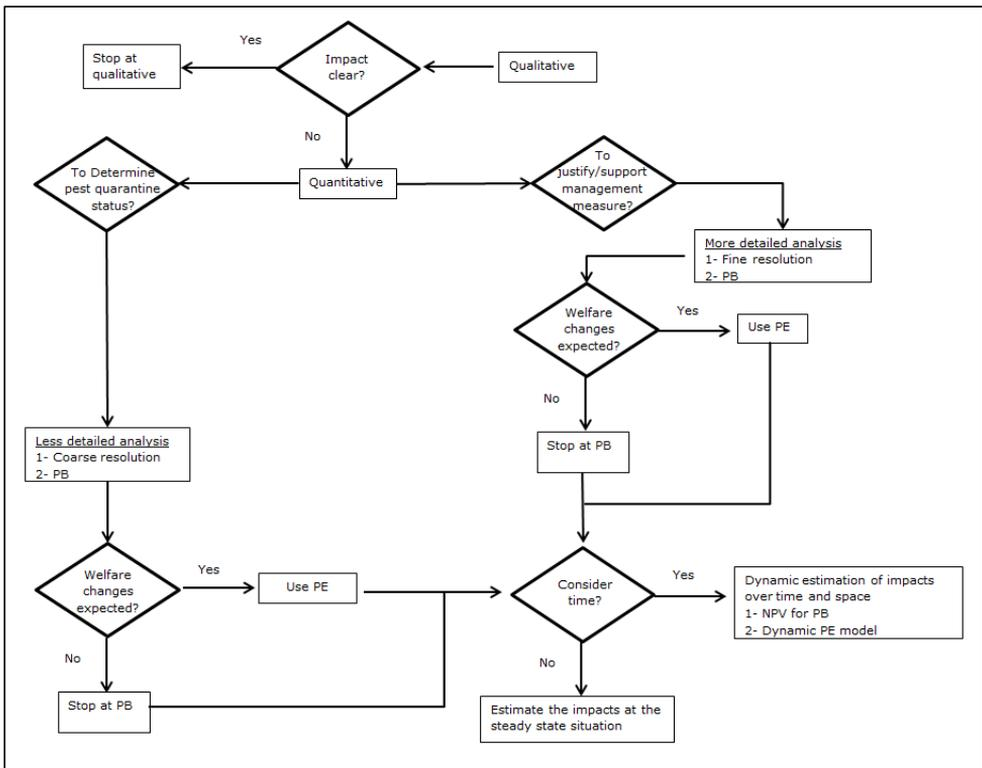 Yes
Stop at
qualitative
Impact
clear?
Qualitative
No
To Determine
pest quarantine
status?
Quantitative
To
justify/support
management
measure?
More detailed analysis
1- Fine resolution
2- PB
Welfare
changes
expected?
Yes
Use PE
No
Stop at PB
Less detailed analysis
1- Coarse resolution
2- PB
Welfare
changes
expected?
Yes
Use PE
No
Stop at PB
Consider
time?
Yes
Dynamic estimation of impacts
over time and space
1- NPV for PB
2- Dynamic PE model
No
Estimate the impacts at the
steady state situation